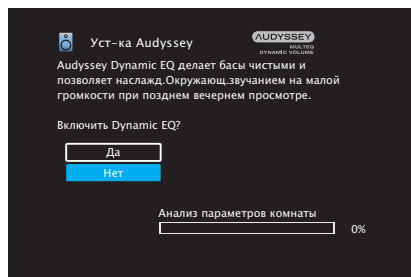 Уст-ка Audyssey
AUDYSSEY
MULTEQ
DYNAMIC VOLUME
Audyssey Dynamic EQ делает басы чистыми и
позволяет наслажд.Окружающ.звучанием на малой
громкости при позднем вечернем просмотре.
Включить Dynamic EQ?
Да
Нет
Анализ параметров комнаты
0%